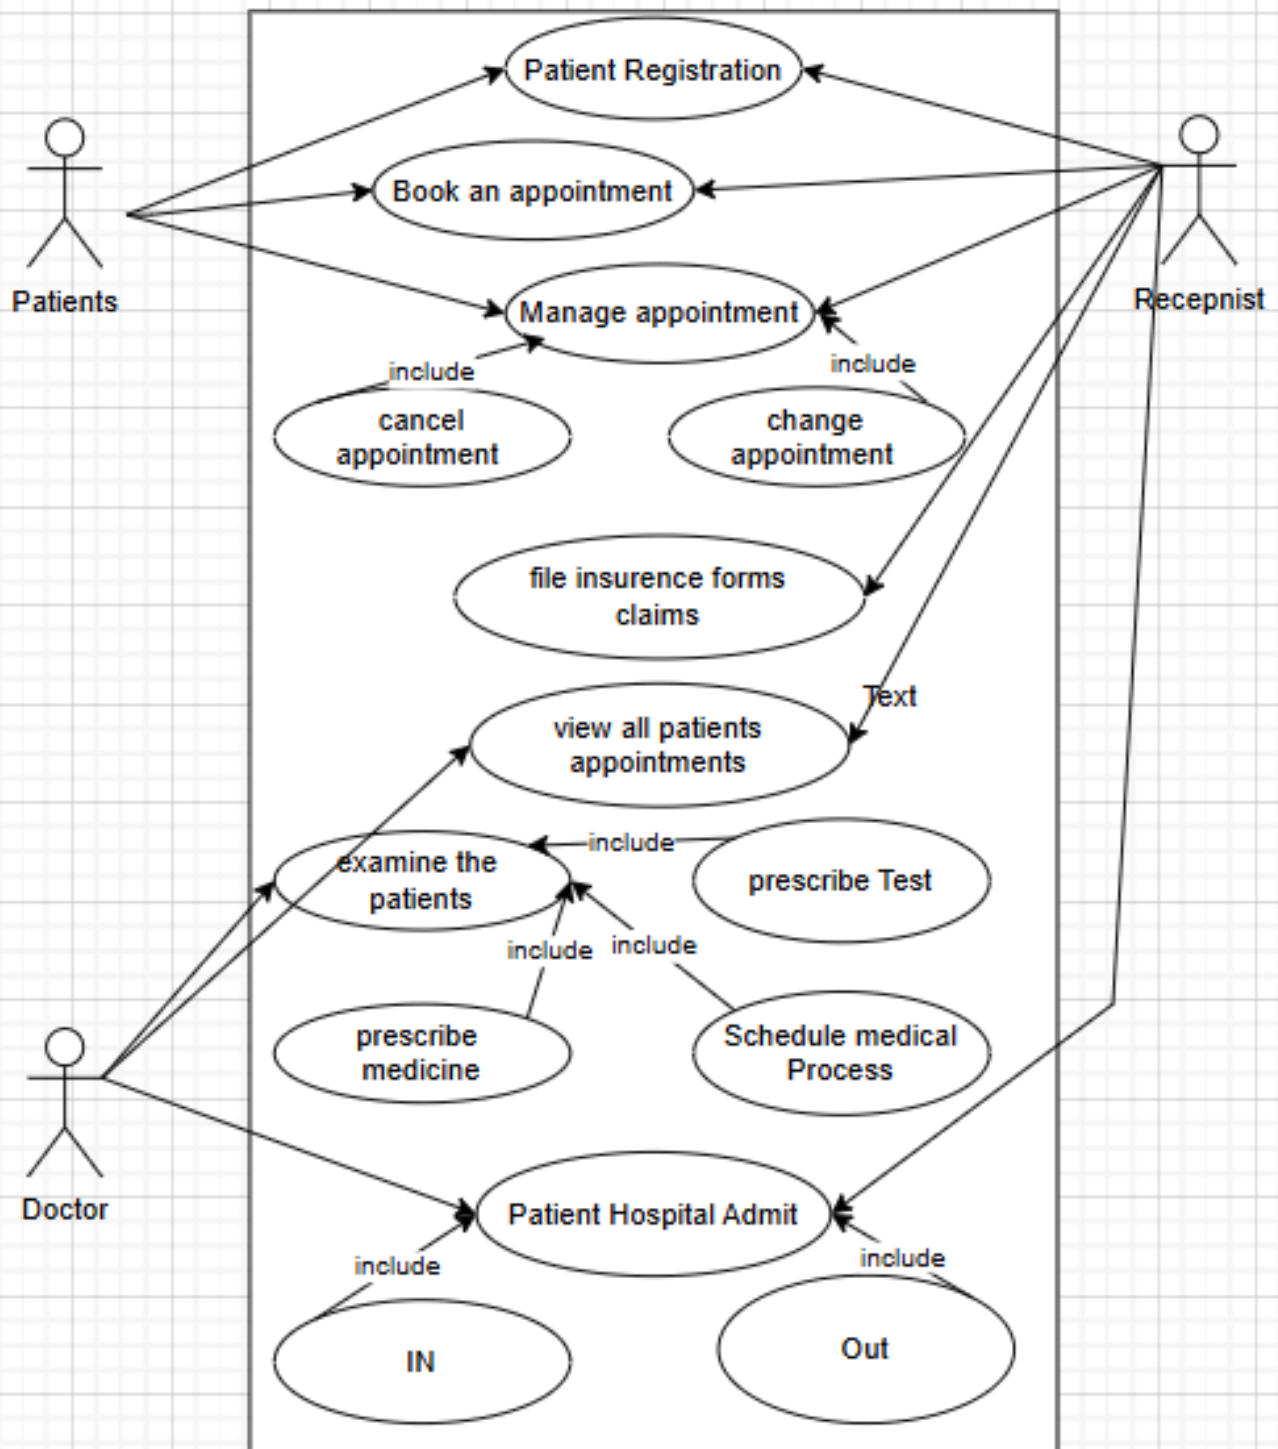 Patient Registration
Book an appointment
Patients
Manage appointment
Recepnist
include
include
cancel
appointment
change
appointment
file insurence forms
claims
Text
view all patients
appointments
include
examine the
patients
prescribe Test
include
include
prescribe
medicine
Schedule medical
Process
Doctor
Patient Hospital Admit
include
include
IN
Out